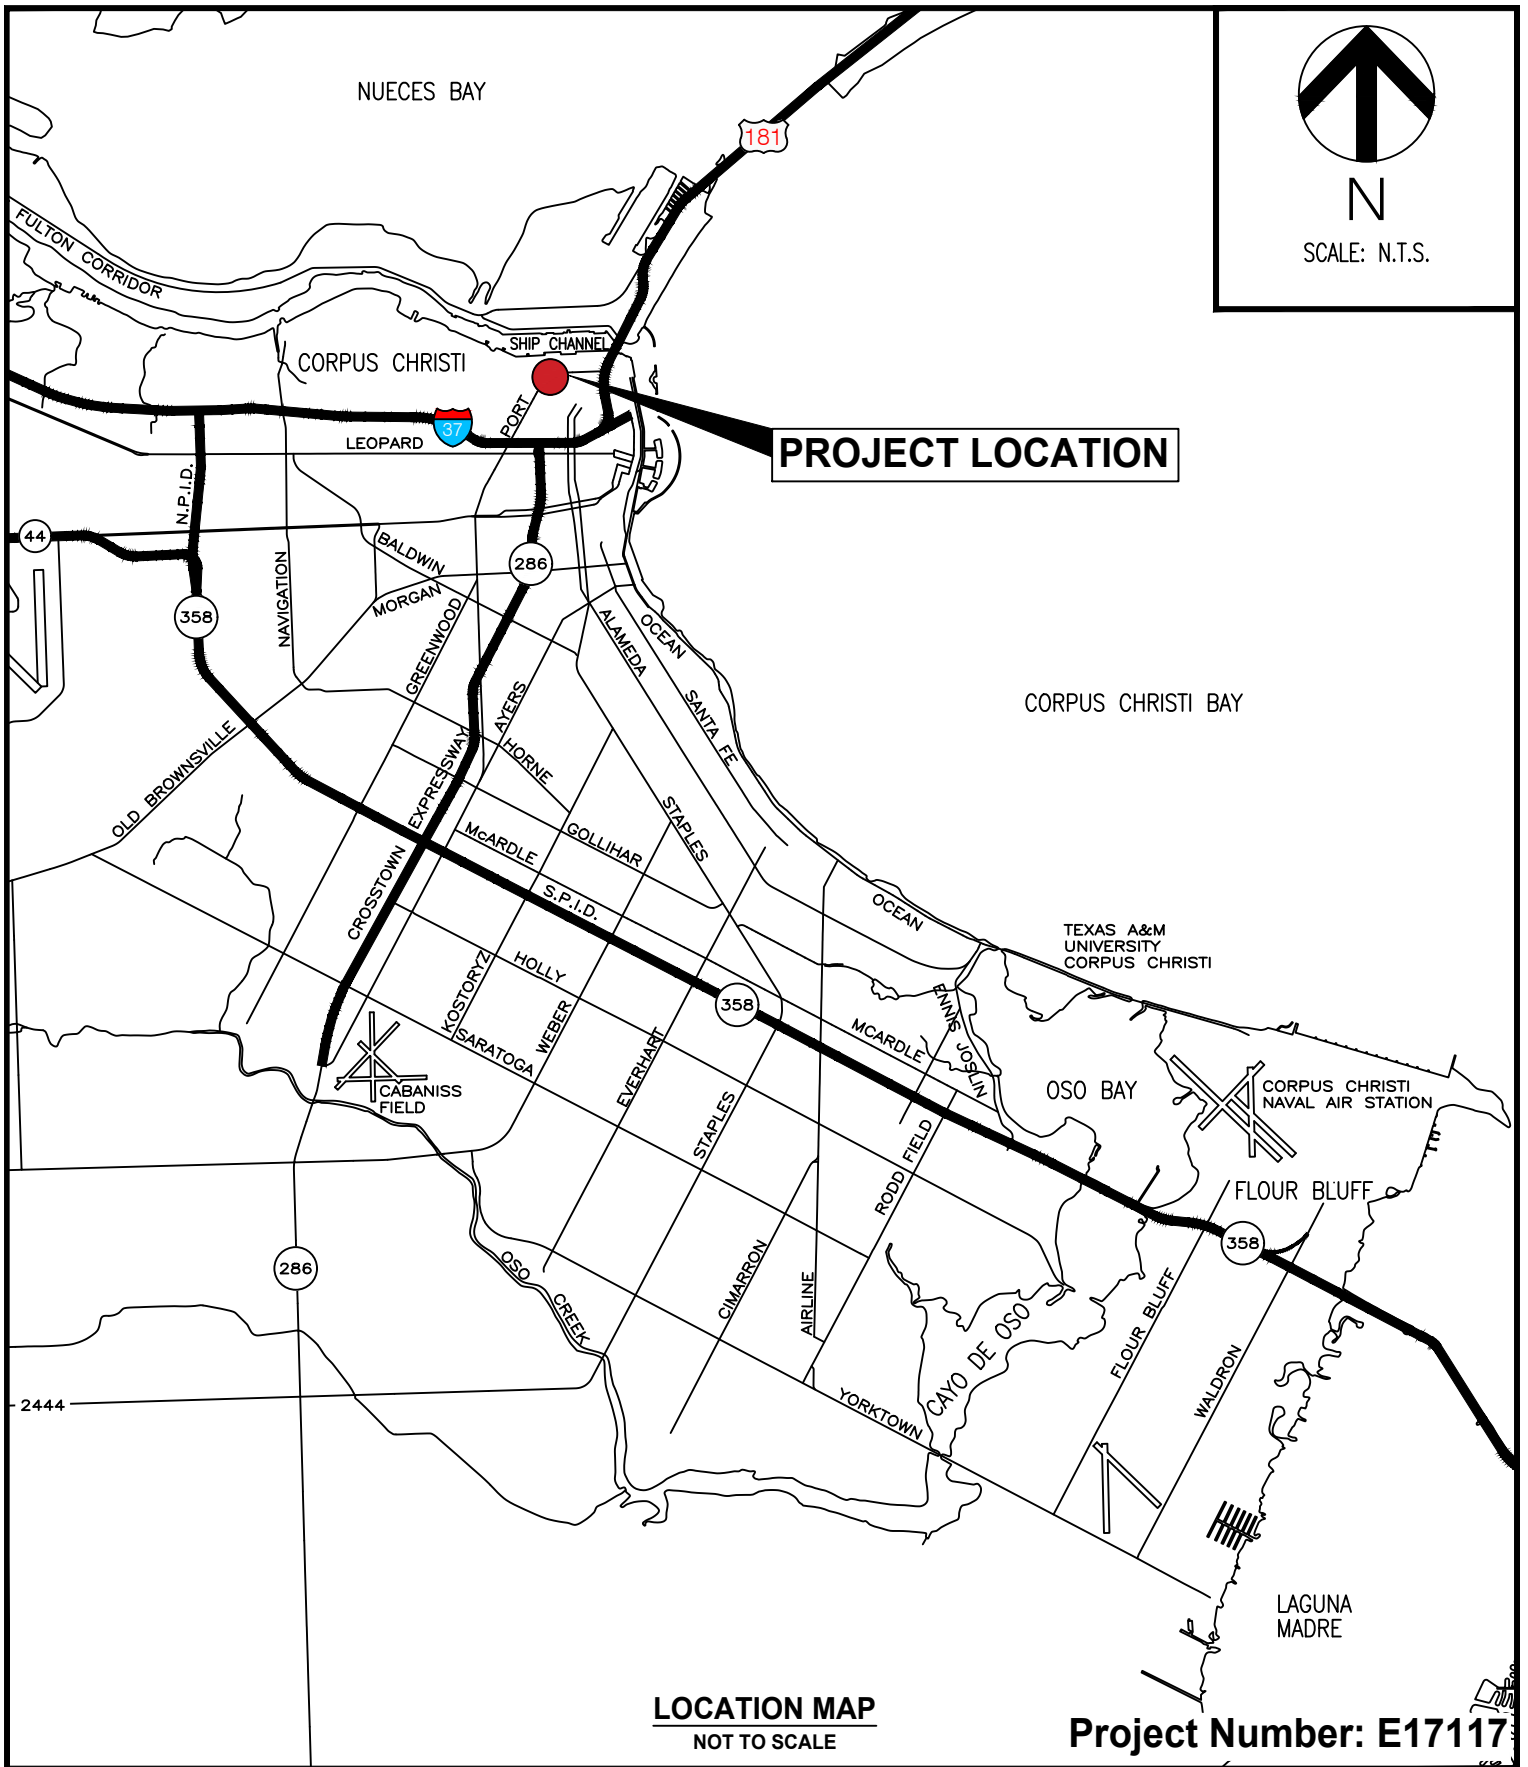 NUECES BAY
181
N
SCALE: N.T.S.
FULTON CORRIDOR
SHIP CHANNEL
CORPUS CHRISTI
PORT
37
LEOPARD
PROJECT LOCATION
N.P.I.D.
44
BALDWIN
286
NAVIGATION
MORGAN
358
GREENWOOD
ALAMEDA
OCEAN
AYERS
SANTA FE
CORPUS CHRISTI BAY
OLD BROWNSVILLE
HORNE
CROSSTOWN EXPRESSWAY
STAPLES
McARDLE
GOLLIHAR
S.P.I.D.
OCEAN
TEXAS A&M
UNIVERSITY
CORPUS CHRISTI
KOSTORYZ
HOLLY
358
ENNIS JOSLIN
SARATOGA
WEBER
MCARDLE
EVERHART
OSO BAY
CORPUS CHRISTI
NAVAL AIR STATION
CABANISS
FIELD
STAPLES
RODD FIELD
FLOUR BLUFF
358
286
OSO CREEK
CIMARRON
AIRLINE
CAYO DE OSO
FLOUR BLUFF
WALDRON
2444
YORKTOWN
LAGUNA
MADRE
LOCATION MAP
NOT TO SCALE
Project Number: E17117